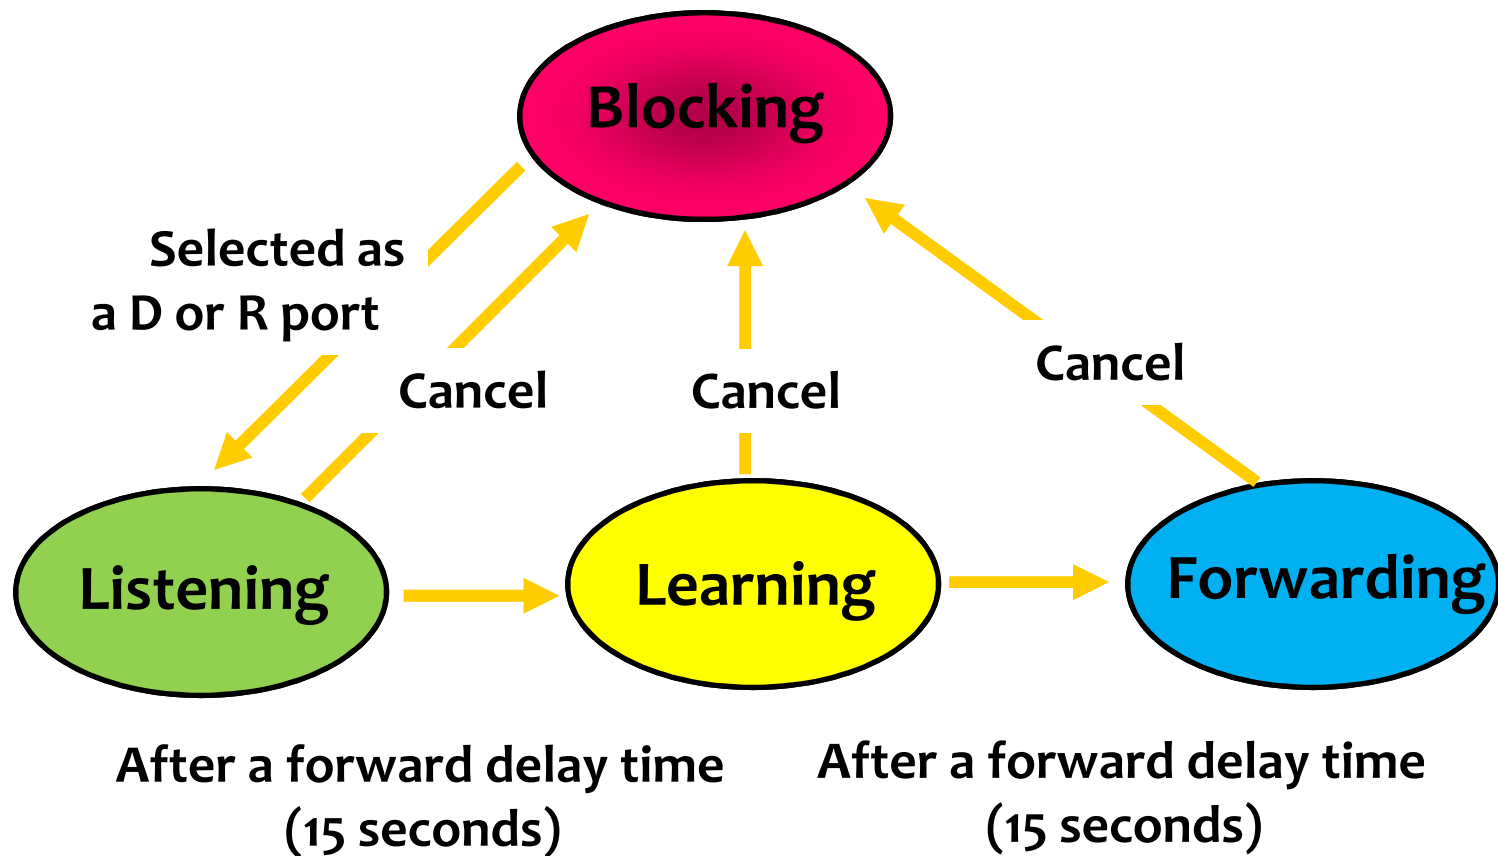 Blocking
Selected as
a D or R port
Cancel
Cancel
Cancel
Listening
Learning
Forwarding
After a forward delay time
(15 seconds)
After a forward delay time
(15 seconds)